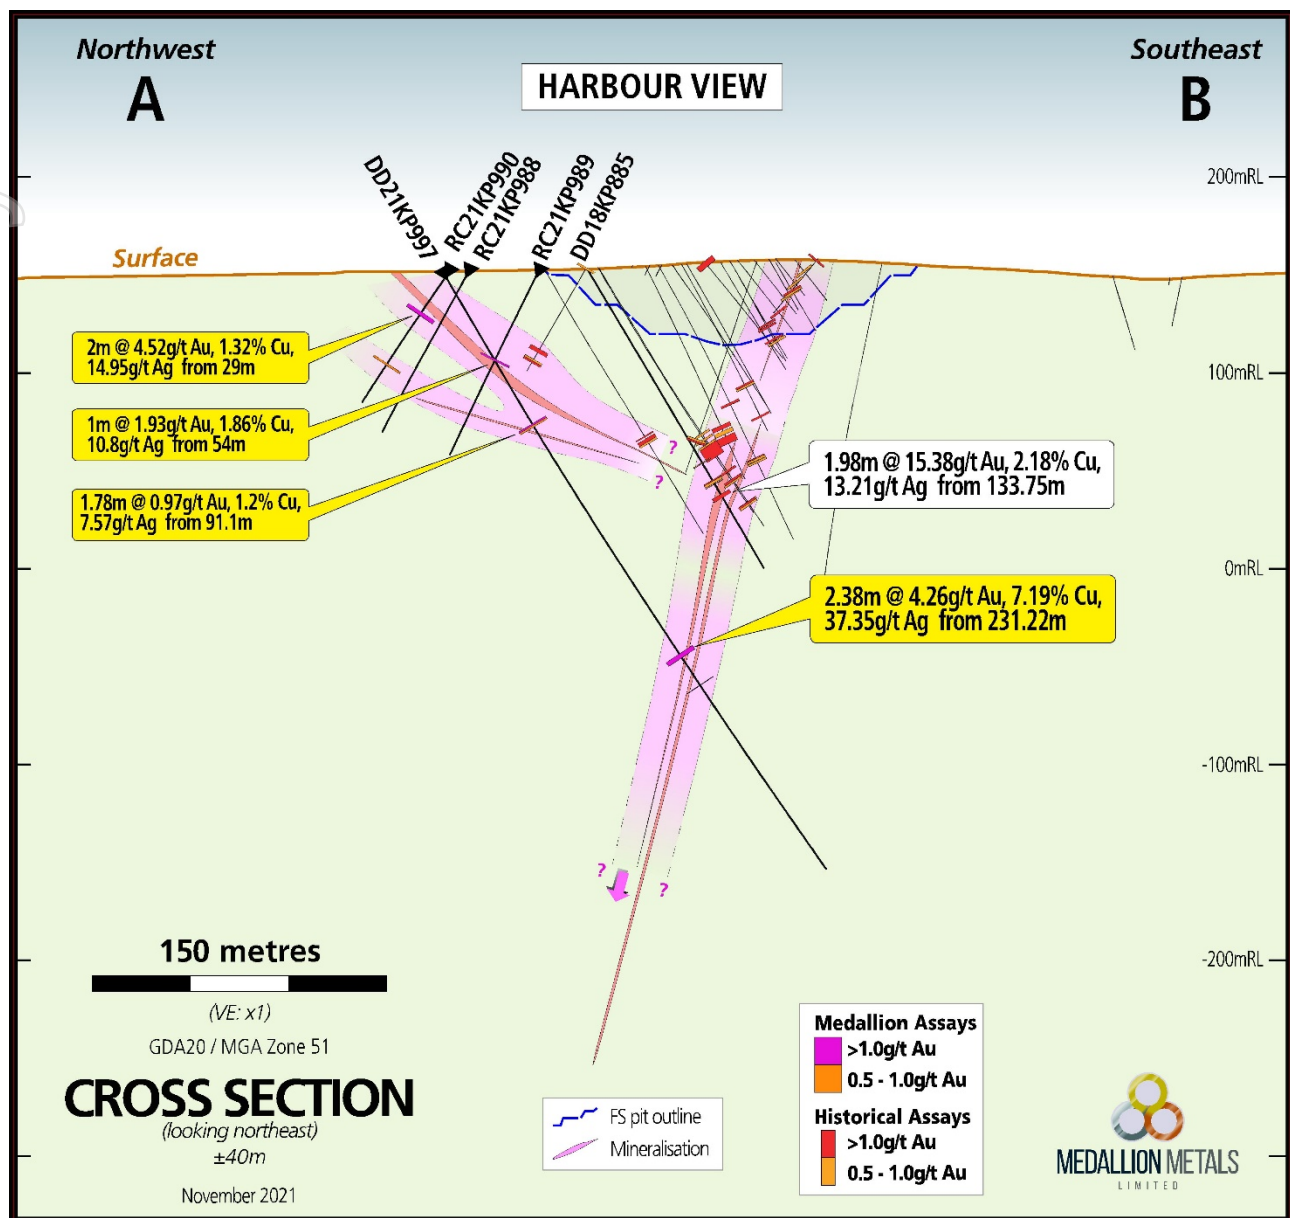 Northwest
A
HARBOUR VIEW
Southeast
B
DD21KP997
RC21KP990
RC21KP988
RC21KP989
DD18KP885
200mRL
Surface
2m @ 4.52g/t Au, 1.32% Cu,
14.95g/t Ag from 29m
100mRL
1m @ 1.93g/t Au, 1.86% Cu,
10.8g/t Ag from 54m
?
?
1.98m @ 15.38g/t Au, 2.18% Cu,
13.21g/t Ag from 133.75m
1.78m @ 0.97g/t Au, 1.2% Cu,
7.57g/t Ag from 91.1m
0mRL
2.38m @ 4.26g/t Au, 7.19% Cu,
37.35g/t Ag from 231.22m
-100mRL
?
?
150 metres
(VE: x1)
GDA20 / MGA Zone 51
-200mRL
CROSS SECTION
(looking northeast)
±40m
November 2021
FS pit outline
Mineralisation
Medallion Assays
>1.0g/t Au
0.5 - 1.0g/t Au
Historical Assays
>1.0g/t Au
0.5 - 1.0g/t Au
MEDALLION METALS
LIMITED